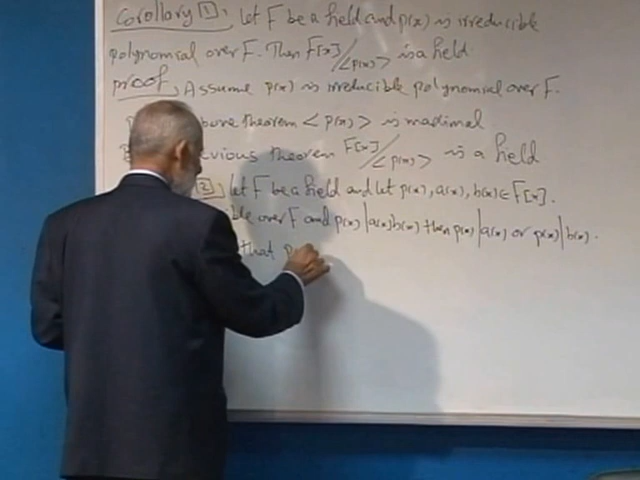 Corollary 1, let F be a field and p(x) is irreducible
polynomial over F. Then F[x]/<p(x)> is a field
proof, Assume p(x) is irreducible polynomial over F.
above theorem <p(x)> is maximal
theorem F[x]/<p(x)> is a field
2, let F be a field and let p(x), a(x), b(x) ∈ F[x].
over F and p(x) | a(x)b(x) then p(x) | a(x) or p(x) | b(x).
that